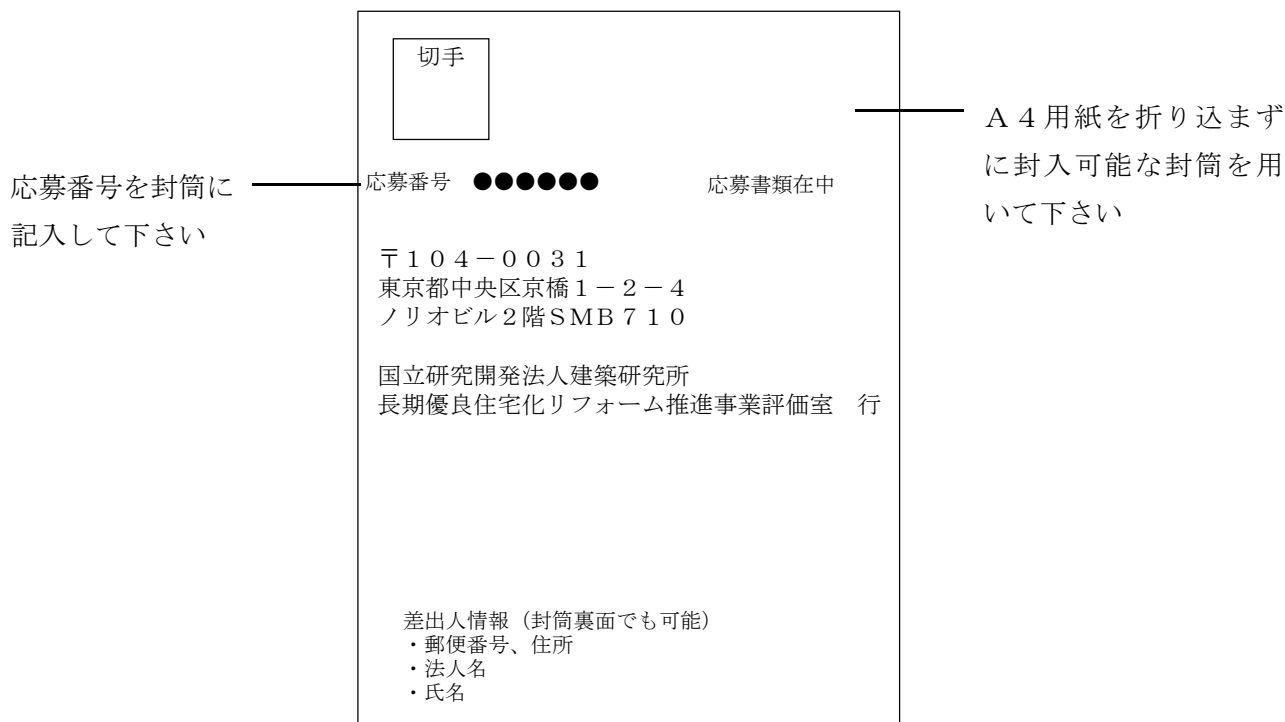 切手
応募番号を封筒に
記入して下さい
Ａ４用紙を折り込まず
に封入可能な封筒を用
いて下さい
応募番号　●●●●●●　応募書類在中
〒１０４－００３１
東京都中央区京橋１－２－４
ノリオビル２階ＳＭＢ７１０
国立研究開発法人建築研究所
長期優良住宅化リフォーム推進事業評価室　行
差出人情報（封筒裏面でも可能）
・郵便番号、住所
・法人名
・氏名